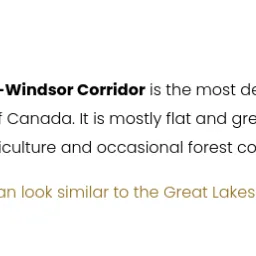 -Windsor Corridor is the most de
f Canada. It is mostly flat and gre
iculture and occasional forest co
an look similar to the Great Lakes